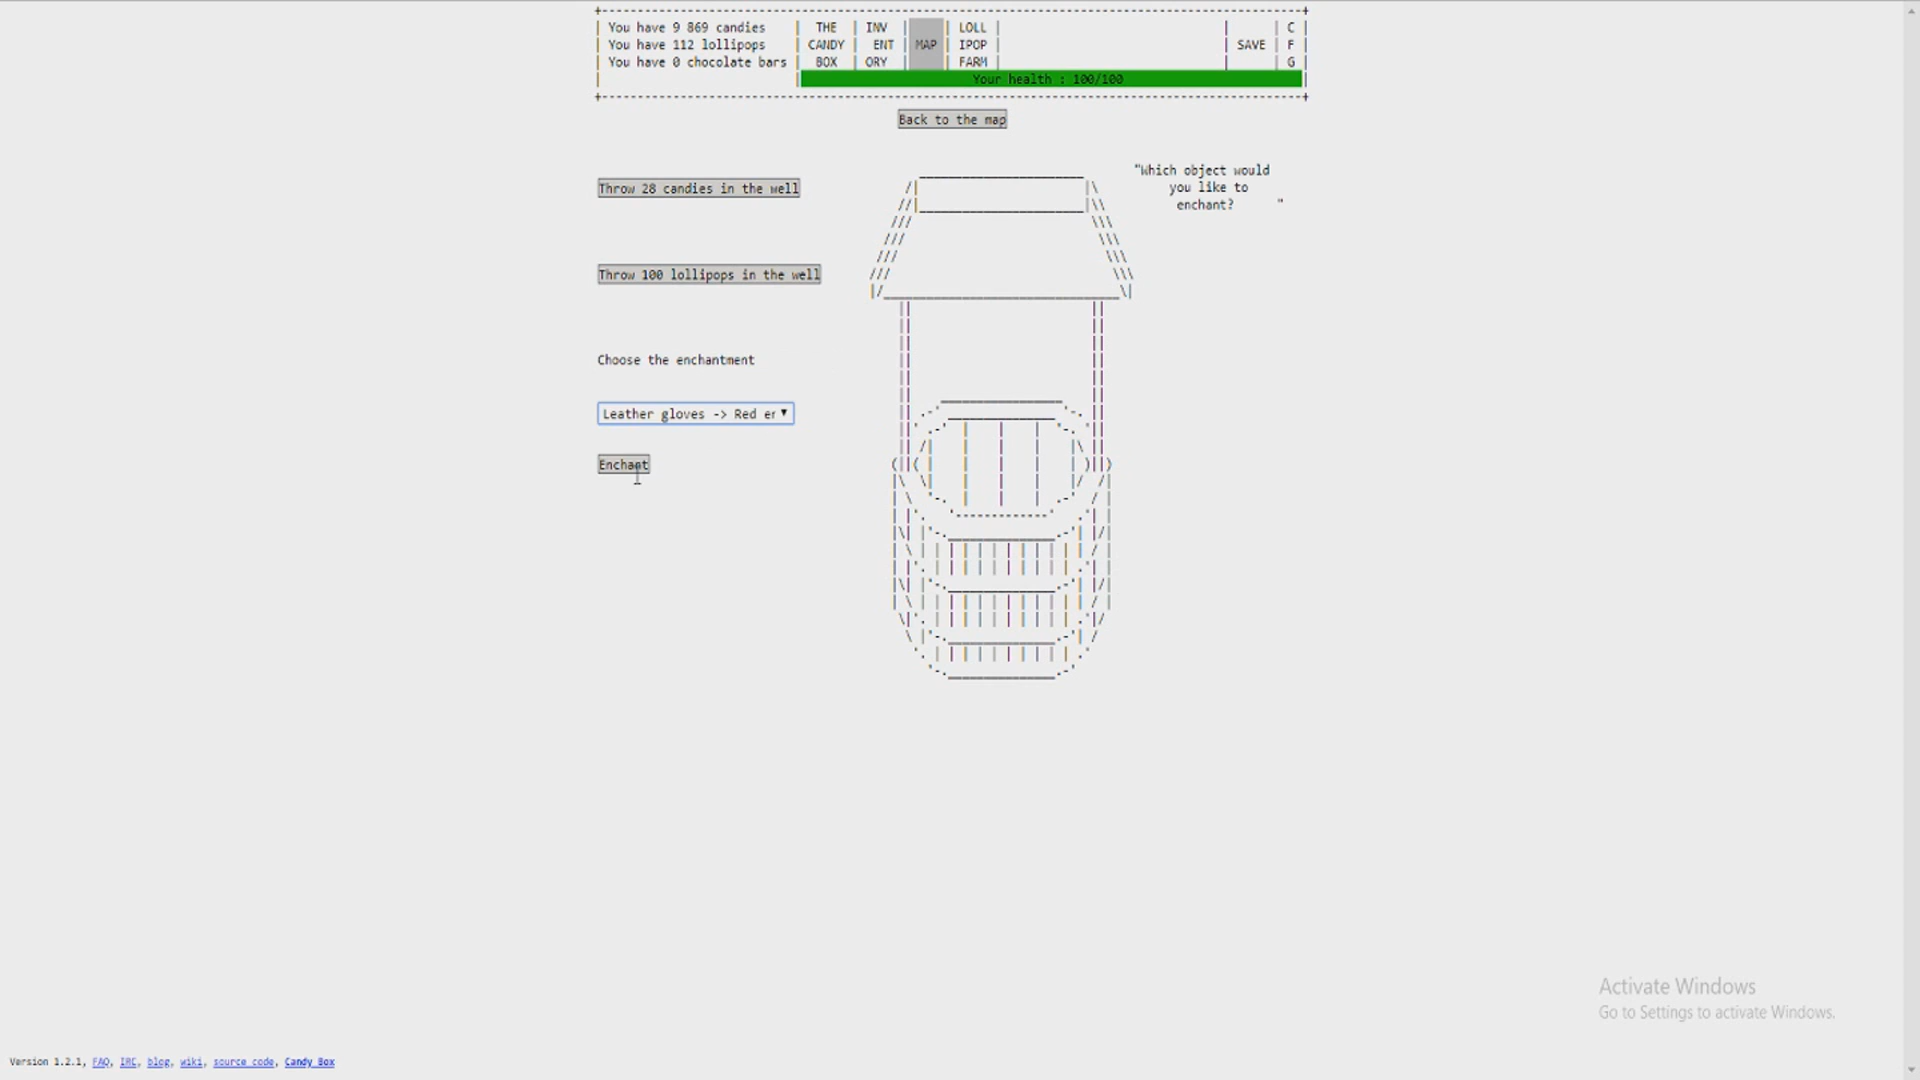 You have 9 869 candies
You have 112 lollipops
You have 0 chocolate bars
THE
CANDY
BOX
INV
ENT
ORY
MAP
LOLL
IPOP
FARM
SAVE
C
F
G
Your health : 100/100
Back to the map
Throw 28 candies in the well
"Which object would
you like to
enchant? "
Throw 100 lollipops in the well
Choose the enchantment
Leather gloves -> Red er
Enchant
Activate Windows
Go to Settings to activate Windows.
Version 1.2.1, FAQ, IRC, blog, wiki, source code, Candy Box